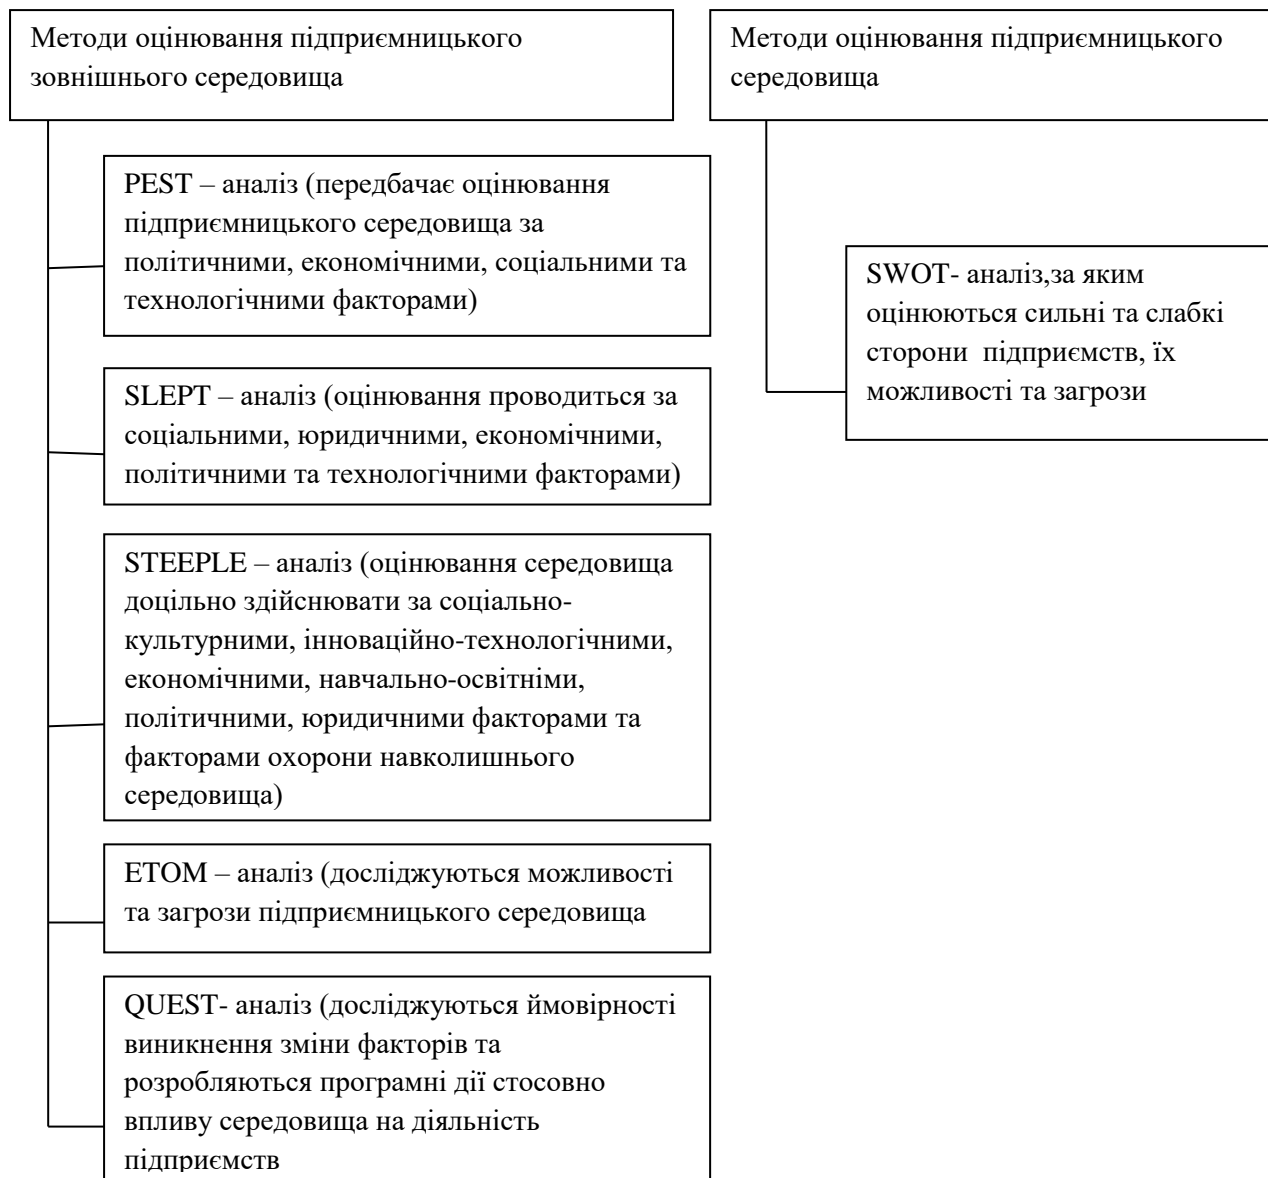 Методи оцінювання підприємницького
зовнішнього середовища
PEST – аналіз (передбачає оцінювання
підприємницького середовища за
політичними, економічними, соціальними та
технологічними факторами)
SLEPT – аналіз (оцінювання проводиться за
соціальними, юридичними, економічними,
політичними та технологічними факторами)
STEEPLE – аналіз (оцінювання середовища
доцільно здійснювати за соціально-
культурними, інноваційно-технологічними,
економічними, навчально-освітніми,
політичними, юридичними факторами та
факторами охорони навколишнього
середовища)
ETOM – аналіз (досліджуються можливості
та загрози підприємницького середовища
QUEST- аналіз (досліджуються ймовірності
виникнення зміни факторів та
розробляються програмні дії стосовно
впливу середовища на діяльність
підприємств
Методи оцінювання підприємницького
середовища
SWOT- аналіз,за яким
оцінюються сильні та слабкі
сторони підприємств, їх
можливості та загрози